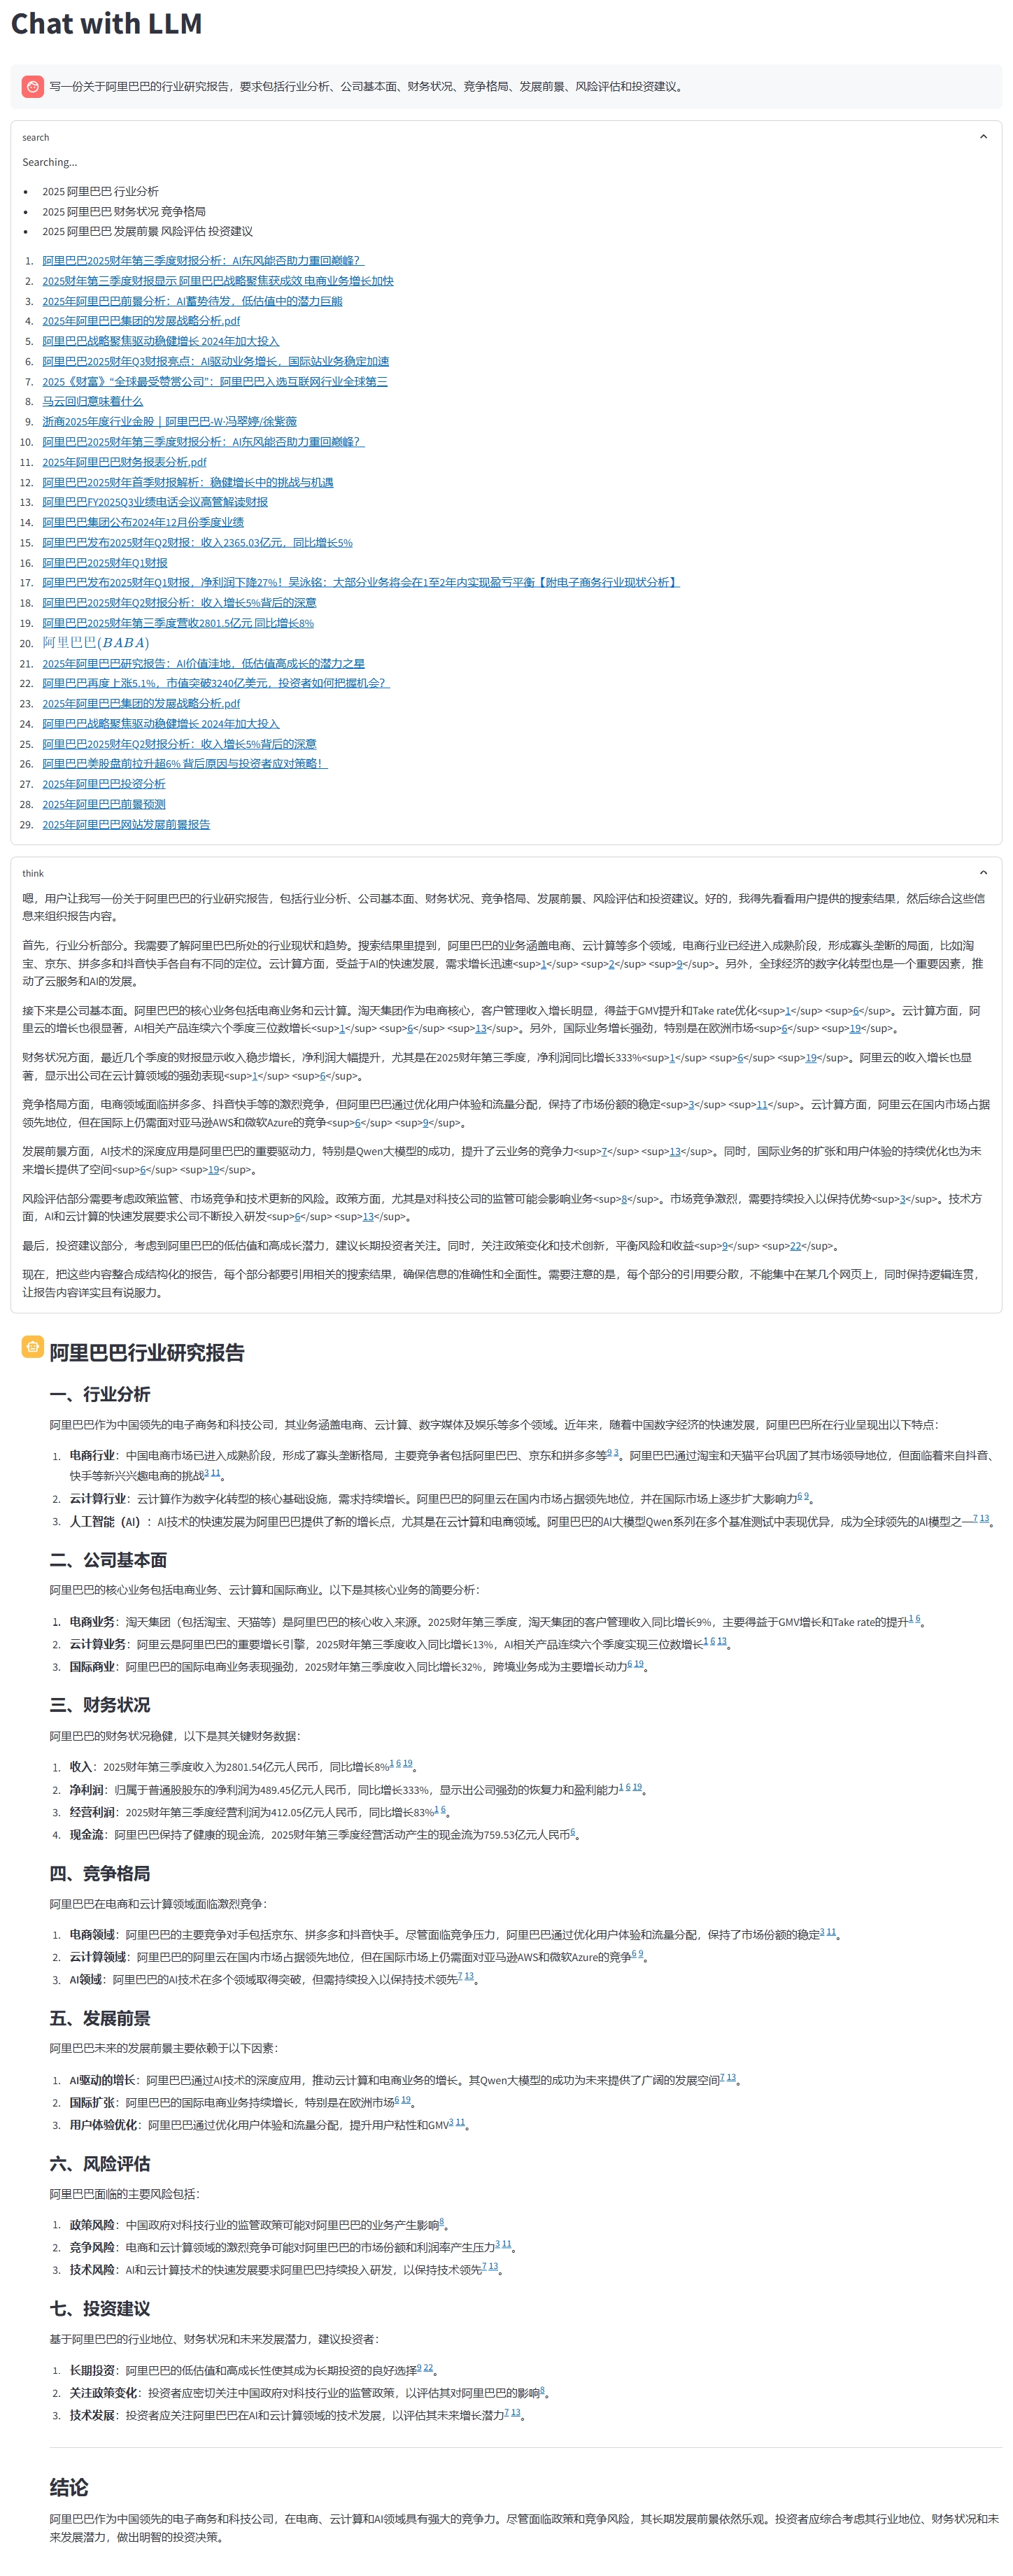 Chat with LLM
写一份关于阿里巴巴的行业研究报告，要求包括行业分析、公司基本面、财务状况、竞争格局、发展前景、风险评估和投资建议。
search
Searching...
• 2025 阿里巴巴 行业分析
• 2025 阿里巴巴 财务状况 竞争格局
• 2025 阿里巴巴 发展前景 风险评估 投资建议
1. 阿里巴巴2025财年第三季度财报分析：AI东风能否助力重回巅峰？
2. 2025财年第三季度财报显示 阿里巴巴战略聚焦获成效 电商业务增长加快
3. 2025年阿里巴巴前景分析：AI蓄势待发，低估值中的潜力巨熊
4. 2025年阿里巴巴集团的发展战略分析.pdf
5. 阿里巴巴战略聚焦驱动稳健增长 2024年加大投入
6. 阿里巴巴2025财年Q3财报亮点：AI驱动业务增长，国际站业务稳定加速
7. 2025《财富》“全球最受赞赏公司”：阿里巴巴入选互联网行业全球第三
8. 马云回归意味着什么
9. 浙商2025年度行业金股｜阿里巴巴-W·冯翠婷/徐紫薇
10. 阿里巴巴2025财年第三季度财报分析：AI东风能否助力重回巅峰？
11. 2025年阿里巴巴财务报表分析.pdf
12. 阿里巴巴2025财年首季财报解析：稳健增长中的挑战与机遇
13. 阿里巴巴FY2025Q3业绩电话会议高管解读财报
14. 阿里巴巴集团公布2024年12月份季度业绩
15. 阿里巴巴发布2025财年Q2财报：收入2365.03亿元，同比增长5%
16. 阿里巴巴2025财年Q1财报
17. 阿里巴巴发布2025财年Q1财报，净利润下降27%！吴泳铭：大部分业务将会在1至2年内实现盈亏平衡【附电子商务行业现状分析】
18. 阿里巴巴2025财年Q2财报分析：收入增长5%背后的深意
19. 阿里巴巴2025财年第三季度营收2801.5亿元 同比增长8%
20. 阿里巴巴(BABA)
21. 2025年阿里巴巴研究报告：AI价值洼地，低估值高成长的潜力之星
22. 阿里巴巴再度上涨5.1%，市值突破3240亿美元，投资者如何把握机会？
23. 2025年阿里巴巴集团的发展战略分析.pdf
24. 阿里巴巴战略聚焦驱动稳健增长 2024年加大投入
25. 阿里巴巴2025财年Q2财报分析：收入增长5%背后的深意
26. 阿里巴巴美股盘前拉升超6% 背后原因与投资者应对策略！
27. 2025年阿里巴巴投资分析
28. 2025年阿里巴巴前景预测
29. 2025年阿里巴巴网站发展前景报告
think
嗯，用户让我写一份关于阿里巴巴的行业研究报告，包括行业分析、公司基本面、财务状况、竞争格局、发展前景、风险评估和投资建议。好的，我得先看看用户提供的搜索结果，然后综合这些信
息来组织报告内容。
首先，行业分析部分。我需要了解阿里巴巴所处的行业现状和趋势。搜索结果里提到，阿里巴巴的业务涵盖电商、云计算等多个领域，电商行业已经进入成熟阶段，形成寡头垄断的局面，比如淘
宝、京东、拼多多和抖音快手各自有不同的定位。云计算方面，受益于AI的快速发展，需求增长迅速<sup>1</sup> <sup>2</sup> <sup>9</sup>。另外，全球经济的数字化转型也是一个重要因素，推
动了云服务和AI的发展。
接下来是公司基本面。阿里巴巴的核心业务包括电商业务和云计算。淘天集团作为电商核心，客户管理收入增长明显，得益于GMV提升和Take rate优化<sup>1</sup> <sup>6</sup>。云计算方面，阿
里云的增长也很显著，AI相关产品连续六个季度三位数增长<sup>1</sup> <sup>6</sup> <sup>13</sup>。另外，国际业务增长强劲，特别是在欧洲市场<sup>6</sup> <sup>19</sup>。
财务状况方面，最近几个季度的财报显示收入稳步增长，净利润大幅提升，尤其是在2025财年第三季度，净利润同比增长333%<sup>1</sup> <sup>6</sup> <sup>19</sup>。阿里云的收入增长也显
著，显示出公司在云计算领域的强劲表现<sup>1</sup> <sup>6</sup>。
竞争格局方面，电商领域面临拼多多、抖音快手等的激烈竞争，但阿里巴巴通过优化用户体验和流量分配，保持了市场份额的稳定<sup>3</sup> <sup>11</sup>。云计算方面，阿里云在国内市场占据
领先地位，但在国际上仍需面对亚马逊AWS和微软Azure的竞争<sup>6</sup> <sup>9</sup>。
发展前景方面，AI技术的深度应用是阿里巴巴的重要驱动力，特别是Qwen大模型的成功，提升了云业务的竞争力<sup>7</sup> <sup>13</sup>。同时，国际业务的扩张和用户体验的持续优化也为未
来增长提供了空间<sup>6</sup> <sup>19</sup>。
风险评估部分需要考虑政策监管、市场竞争和技术更新的风险。政策方面，尤其是对科技公司的监管可能会影响业务<sup>8</sup>。市场竞争激烈，需要持续投入以保持优势<sup>3</sup>。技术方
面，AI和云计算的快速发展要求公司不断投入研发<sup>6</sup> <sup>13</sup>。
最后，投资建议部分，考虑到阿里巴巴的低估值和高成长潜力，建议长期投资者关注。同时，关注政策变化和技术创新，平衡风险和收益<sup>9</sup> <sup>22</sup>。
现在，把这些内容整合成结构化的报告，每个部分都要引用相关的搜索结果，确保信息的准确性和全面性。需要注意的是，每个部分的引用要分散，不能集中在某几个网页上，同时保持逻辑连贯，
让报告内容详实且有说服力。
阿里巴巴行业研究报告
一、行业分析
阿里巴巴作为中国领先的电子商务和科技公司，其业务涵盖电商、云计算、数字媒体及娱乐等多个领域。近年来，随着中国数字经济的快速发展，阿里巴巴所在行业呈现出以下特点：
1. 电商行业：中国电商市场已进入成熟阶段，形成了寡头垄断格局，主要竞争者包括阿里巴巴、京东和拼多多等9 3。阿里巴巴通过淘宝和天猫平台巩固了其市场领导地位，但面临着来自抖音、
快手等新兴兴趣电商的挑战3 11。
2. 云计算行业：云计算作为数字化转型的核心基础设施，需求持续增长。阿里巴巴的阿里云在国内市场占据领先地位，并在国际市场上逐步扩大影响力6 9。
3. 人工智能（AI）：AI技术的快速发展为阿里巴巴提供了新的增长点，尤其是在云计算和电商领域。阿里巴巴的AI大模型Qwen系列在多个基准测试中表现优异，成为全球领先的AI模型之一7 13。
二、公司基本面
阿里巴巴的核心业务包括电商业务、云计算和国际商业。以下是其核心业务的简要分析：
1. 电商业务：淘天集团（包括淘宝、天猫等）是阿里巴巴的核心收入来源。2025财年第三季度，淘天集团的客户管理收入同比增长9%，主要得益于GMV增长和Take rate的提升1 6。
2. 云计算业务：阿里云是阿里巴巴的重要增长引擎，2025财年第三季度收入同比增长13%，AI相关产品连续六个季度实现三位数增长1 6 13。
3. 国际商业：阿里巴巴的国际电商业务表现强劲，2025财年第三季度收入同比增长32%，跨境业务成为主要增长动力6 19。
三、财务状况
阿里巴巴的财务状况稳健，以下是其关键财务数据：
1. 收入：2025财年第三季度收入为2801.54亿元人民币，同比增长8%1 6 19。
2. 净利润：归属于普通股股东的净利润为489.45亿元人民币，同比增长333%，显示出公司强劲的恢复力和盈利能力1 6 19。
3. 经营利润：2025财年第三季度经营利润为412.05亿元人民币，同比增长83%1 6。
4. 现金流：阿里巴巴保持了健康的现金流，2025财年第三季度经营活动产生的现金流为759.53亿元人民币6。
四、竞争格局
阿里巴巴在电商和云计算领域面临激烈竞争：
1. 电商领域：阿里巴巴的主要竞争对手包括京东、拼多多和抖音快手。尽管面临竞争压力，阿里巴巴通过优化用户体验和流量分配，保持了市场份额的稳定3 11。
2. 云计算领域：阿里巴巴的阿里云在国内市场占据领先地位，但在国际市场上仍需面对亚马逊AWS和微软Azure的竞争6 9。
3. AI领域：阿里巴巴的AI技术在多个领域取得突破，但需持续投入以保持技术领先7 13。
五、发展前景
阿里巴巴未来的发展前景主要依赖于以下因素：
1. AI驱动的增长：阿里巴巴通过AI技术的深度应用，推动云计算和电商业务的增长。其Qwen大模型的成功为未来提供了广阔的发展空间7 13。
2. 国际扩张：阿里巴巴的国际电商业务持续增长，特别是在欧洲市场6 19。
3. 用户体验优化：阿里巴巴通过优化用户体验和流量分配，提升用户粘性和GMV3 11。
六、风险评估
阿里巴巴面临的主要风险包括：
1. 政策风险：中国政府对科技行业的监管政策可能对阿里巴巴的业务产生影响8。
2. 竞争风险：电商和云计算领域的激烈竞争可能对阿里巴巴的市场份额和利润率产生压力3 11。
3. 技术风险：AI和云计算技术的快速发展要求阿里巴巴持续投入研发，以保持技术领先7 13。
七、投资建议
基于阿里巴巴的行业地位、财务状况和未来发展潜力，建议投资者：
1. 长期投资：阿里巴巴的低估值和高成长性使其成为长期投资的良好选择9 22。
2. 关注政策变化：投资者应密切关注中国政府对科技行业的监管政策，以评估其对阿里巴巴的影响8。
3. 技术发展：投资者应关注阿里巴巴在AI和云计算领域的技术发展，以评估其未来增长潜力7 13。
结论
阿里巴巴作为中国领先的电子商务和科技公司，在电商、云计算和AI领域具有强大的竞争力。尽管面临政策和竞争风险，其长期发展前景依然乐观。投资者应综合考虑其行业地位、财务状况和未
来发展潜力，做出明智的投资决策。